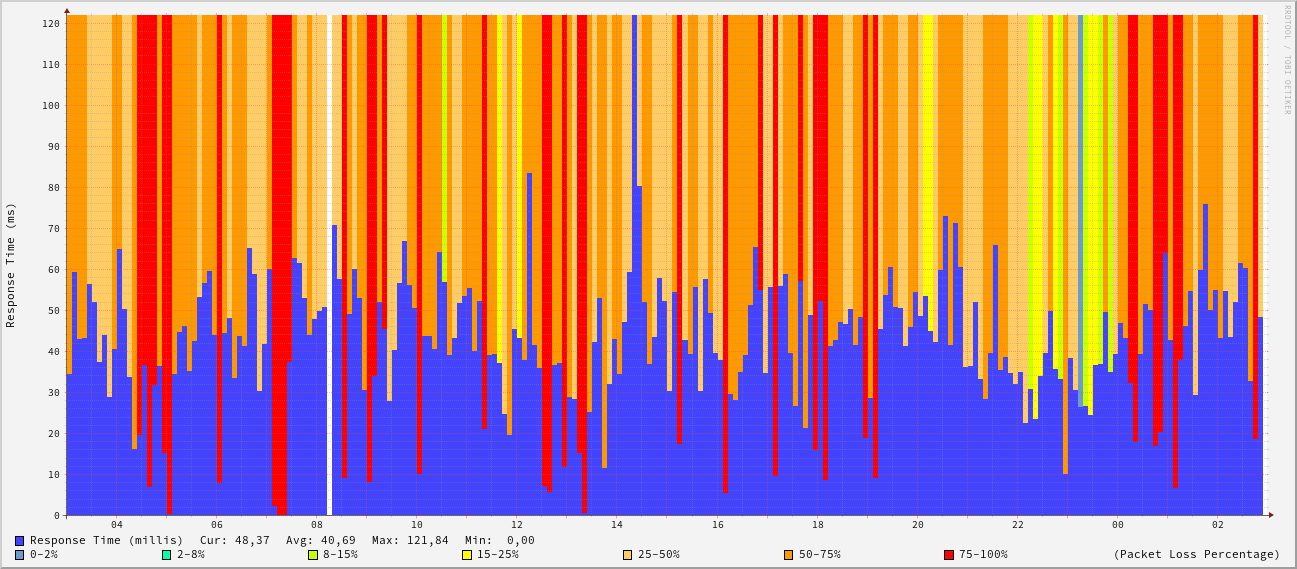 RRDTOOL / TOBI OETIKER
Response Time (ms)
120
110
100
90
80
70
60
50
40
30
20
10
0
04 06 08 10 12 14 16 18 20 22 00 02
Response Time (millis) Cur: 48,37 Avg: 40,69 Max: 121,84 Min: 0,00
0-2% 2-8% 8-15% 15-25% 25-50% 50-75% 75-100% (Packet Loss Percentage)